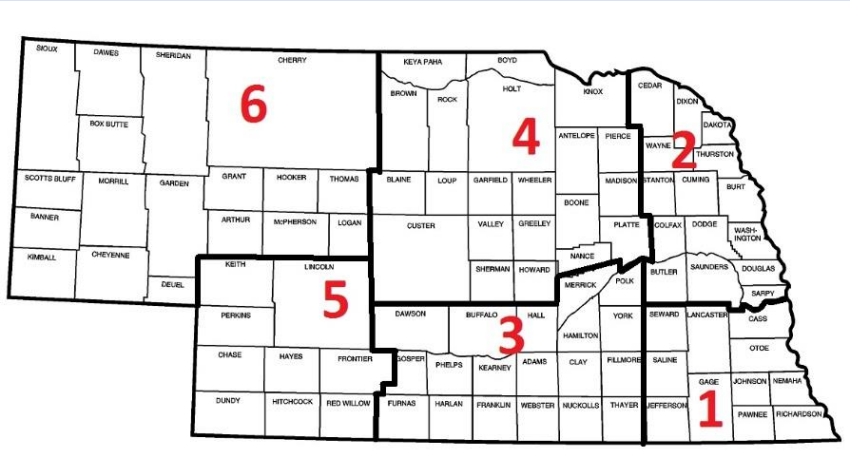 SIOUX
DAWES
SHERIDAN
CHERRY
KEYA PAHA
BOYD
KNOX
CEDAR
DIXON
DAKOTA
BROWN
ROCK
HOLT
6
4
BOX BUTTE
ANTELOPE
PIERCE
WAYNE
2
THURSTON
SCOTTS BLUFF
MORRILL
GARDEN
GRANT
HOOKER
THOMAS
BLAINE
LOUP
GARFIELD
WHEELER
MADISON
STANTON
CUMING
BURT
BOONE
BANNER
ARTHUR
McPHERSON
LOGAN
CUSTER
VALLEY
GREELEY
PLATTE
COLFAX
DODGE
WASH-
INGTON
KIMBALL
CHEYENNE
DEUEL
KEITH
LINCOLN
SHERMAN
HOWARD
NANCE
MERRICK
POLK
BUTLER
SAUNDERS
DOUGLAS
SARPY
5
PERKINS
DAWSON
BUFFALO
HALL
3
HAMILTON
YORK
SEWARD
LANCASTER
CASS
OTOE
CHASE
HAYES
FRONTIER
GOSPER
PHELPS
KEARNEY
ADAMS
CLAY
FILLMORE
SALINE
GAGE
JOHNSON
NEMAHA
1
DUNDY
HITCHCOCK
RED WILLOW
FURNAS
HARLAN
FRANKLIN
WEBSTER
NUCKOLLS
THAYER
JEFFERSON
PAWNEE
RICHARDSON